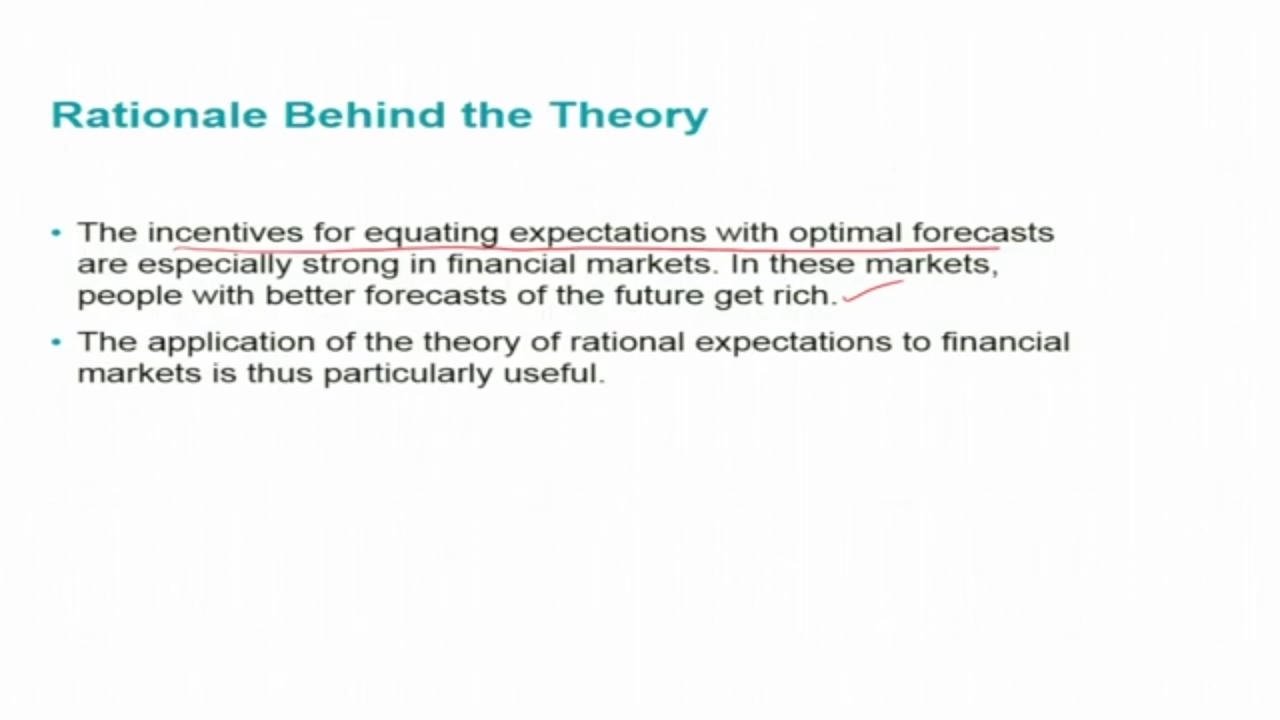 Rationale Behind the Theory
• The incentives for equating expectations with optimal forecasts
are especially strong in financial markets. In these markets,
people with better forecasts of the future get rich.
• The application of the theory of rational expectations to financial
markets is thus particularly useful.